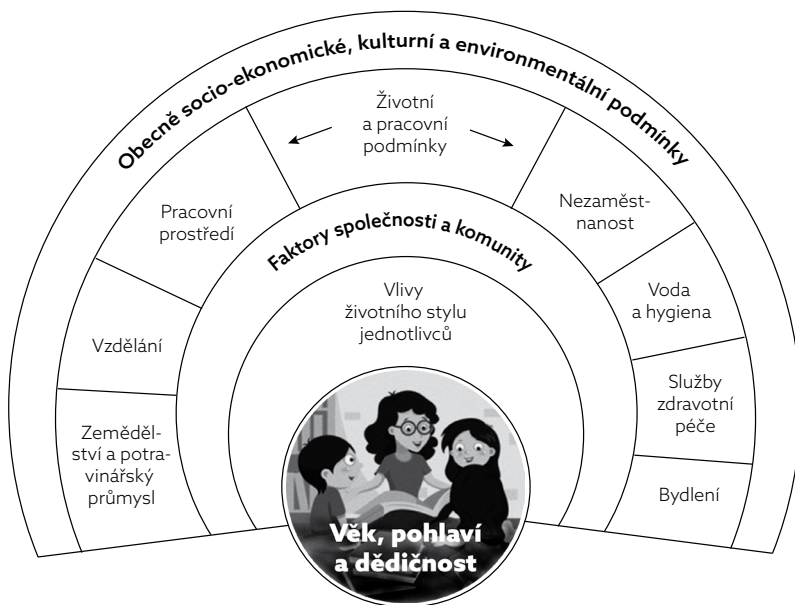 Obecně socio-ekonomické, kulturní a environmentální podmínky
Životní
a pracovní
podmínky
Pracovní
prostředí
Nezaměst-
nanost
Faktory společnosti a komunity
Vlivy
životního stylu
jednotlivců
Voda
a hygiena
Vzdělání
Služby
zdravotní
péče
Zeměděl-
ství a potra-
vinářský
průmysl
Bydlení
Věk, pohlaví
a dědičnost